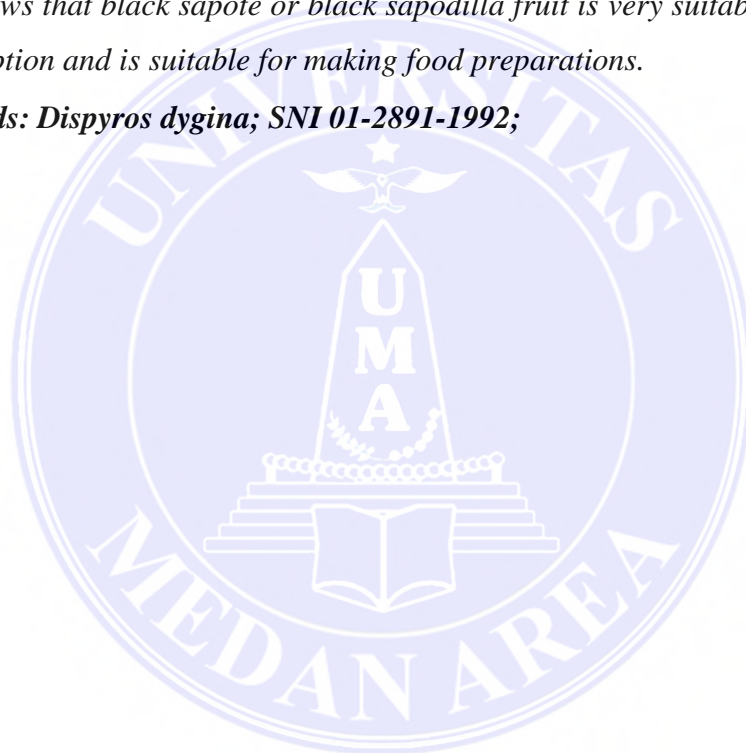 ws that black sapote or black sapodilla fruit is very suitab
ption and is suitable for making food preparations.
ds: Dispyros dygina; SNI 01-2891-1992;
UNIVERSITAS
UMA
MEDAN AREA